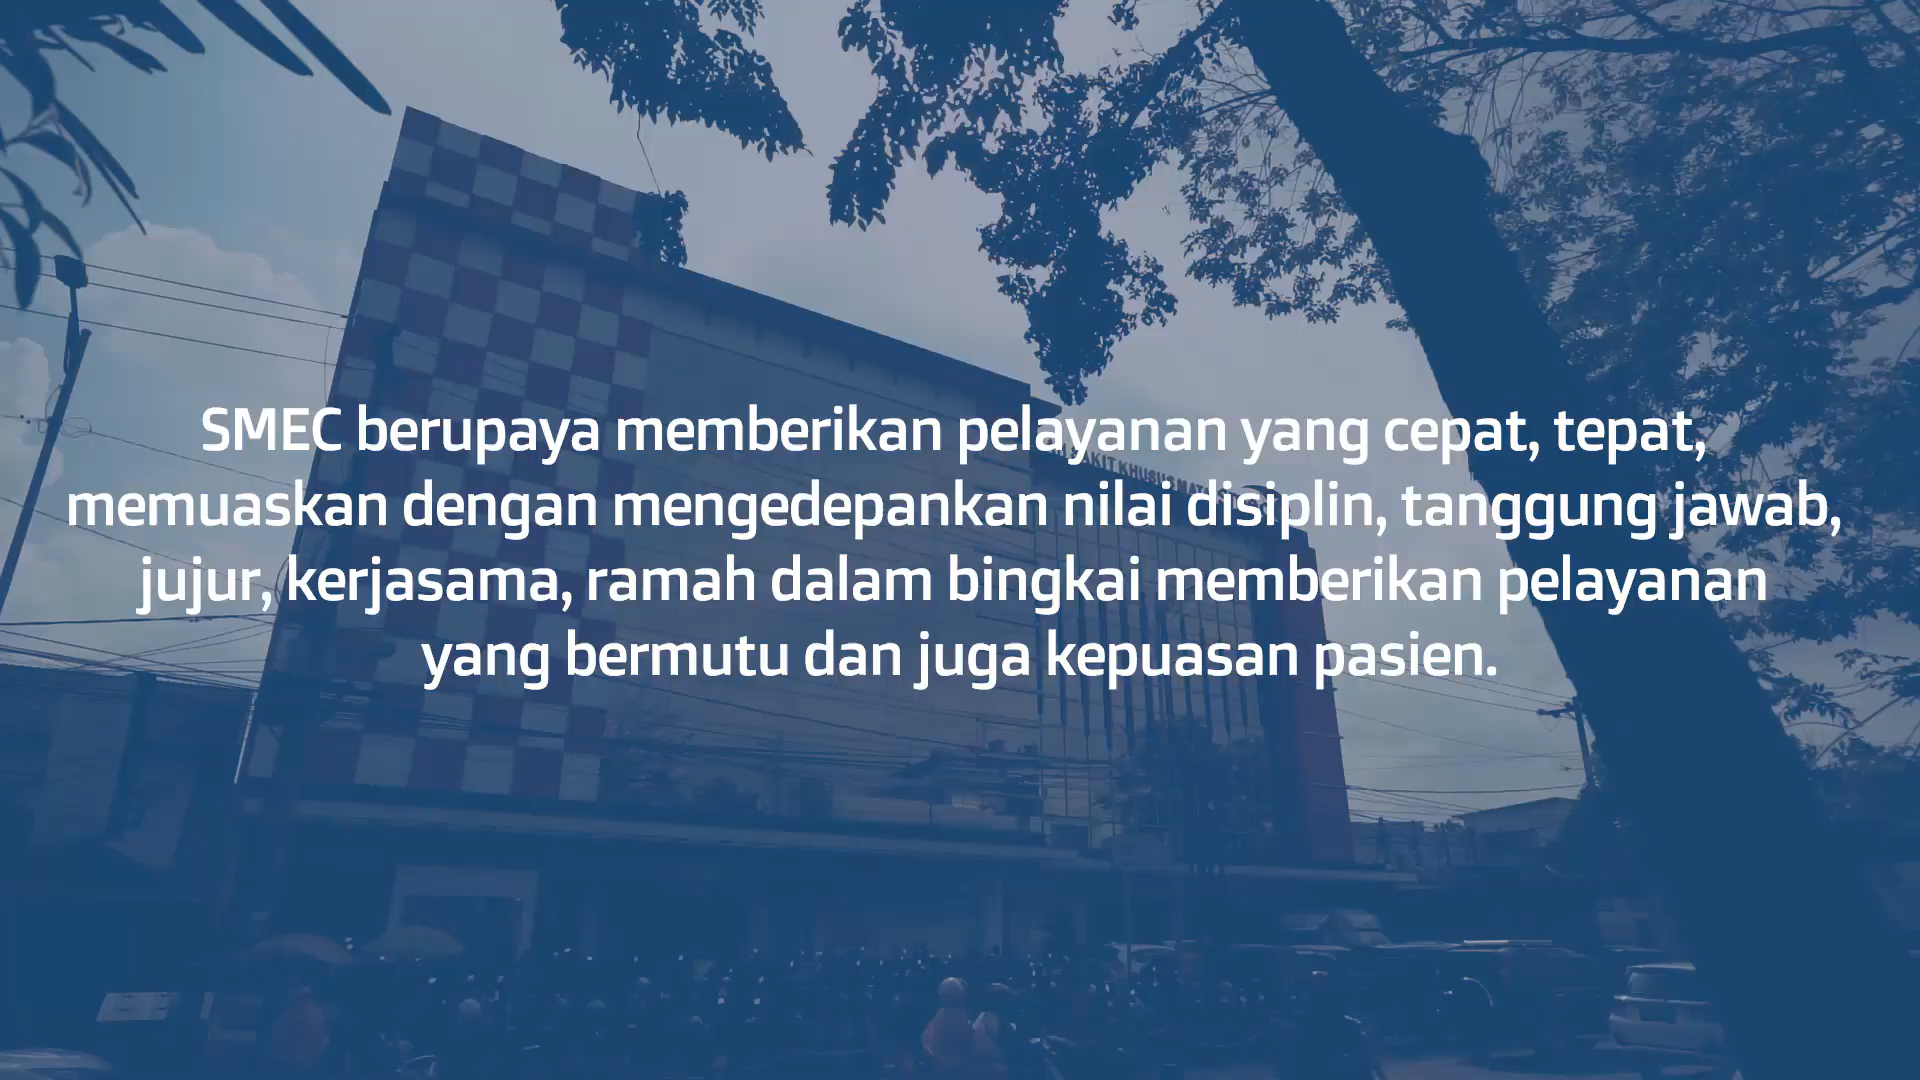 SMEC berupaya memberikan pelayanan yang cepat, tepat,
memuaskan dengan mengedepankan nilai disiplin, tanggung jawab,
jujur, kerjasama, ramah dalam bingkai memberikan pelayanan
yang bermutu dan juga kepuasan pasien.